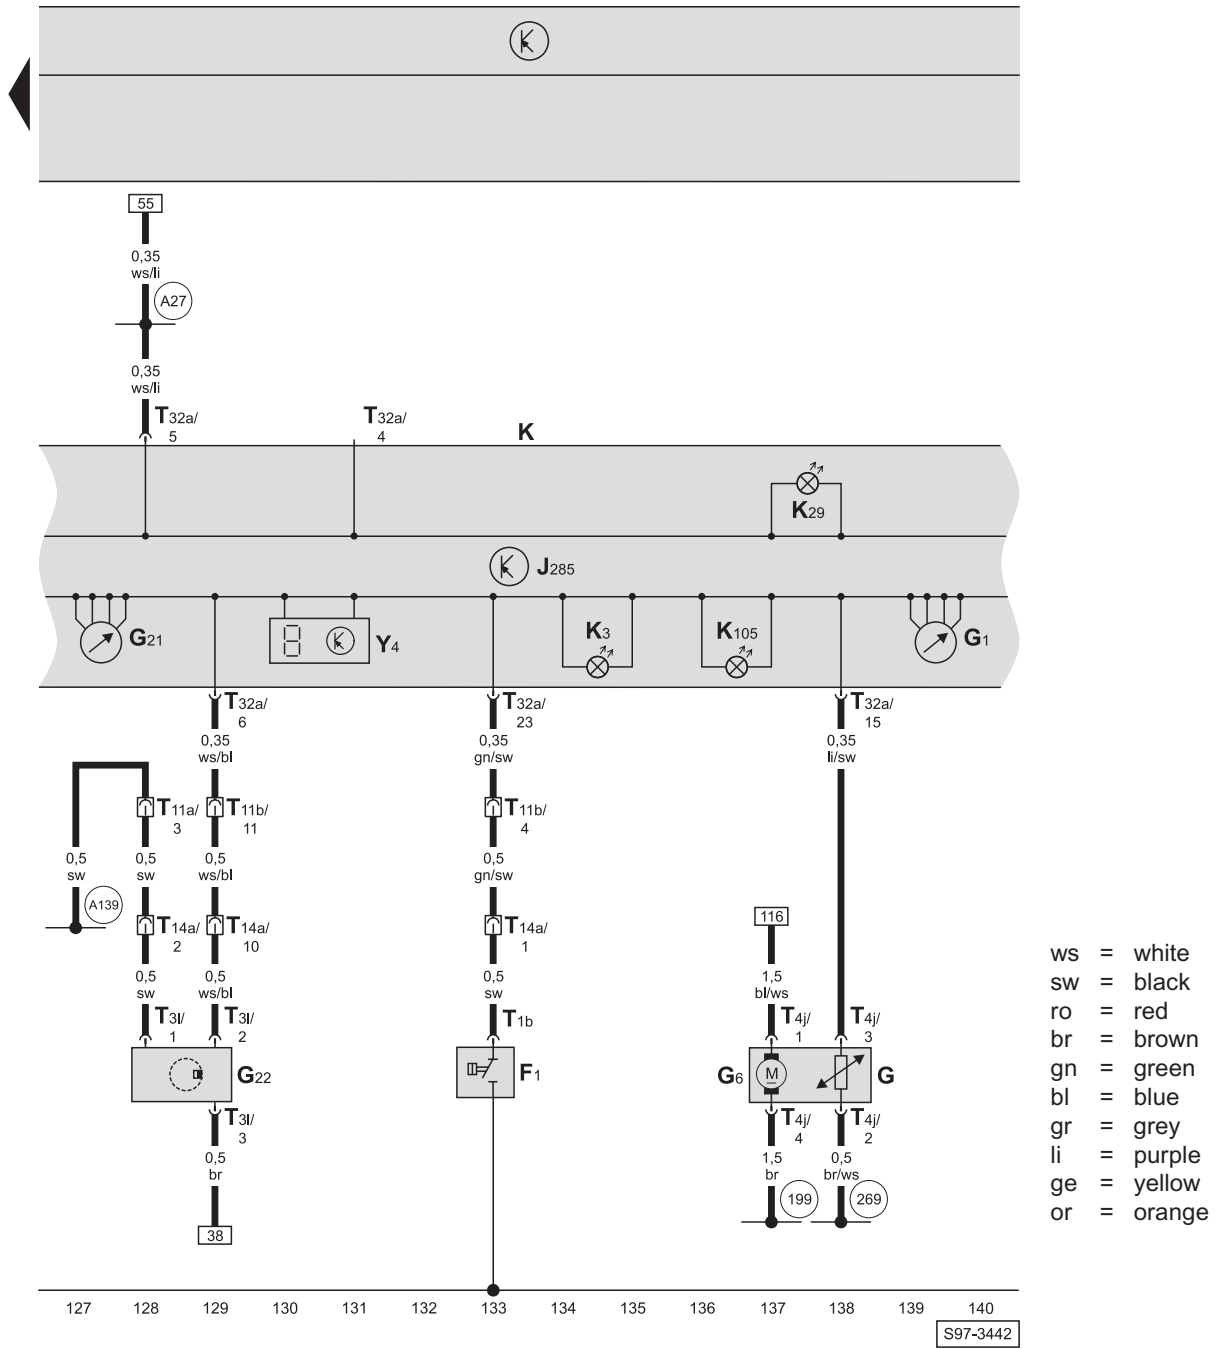 55
0,35
ws/li
A27
0,35
ws/li
T32a/
5
T32a/
4
K
K29
J285
G21
Y4
K3
K105
G1
T32a/
6
T32a/
23
T32a/
15
0,35
ws/bl
0,35
gn/sw
0,35
li/sw
T11a/
3
T11b/
11
T11b/
4
0,5
sw
0,5
sw
0,5
ws/bl
0,5
gn/sw
A139
T14a/
2
T14a/
10
T14a/
1
116
0,5
sw
0,5
ws/bl
0,5
sw
1,5
bl/ws
T3l/
1
T3l/
2
T1b
T4j/
1
T4j/
3
G22
F1
G6
M
G
T3l/
3
T4j/
4
T4j/
2
0,5
br
1,5
br
0,5
br/ws
199
269
38
ws = white
sw = black
ro = red
br = brown
gn = green
bl = blue
gr = grey
li = purple
ge = yellow
or = orange
127 128 129 130 131 132 133 134 135 136 137 138 139 140
S97-3442